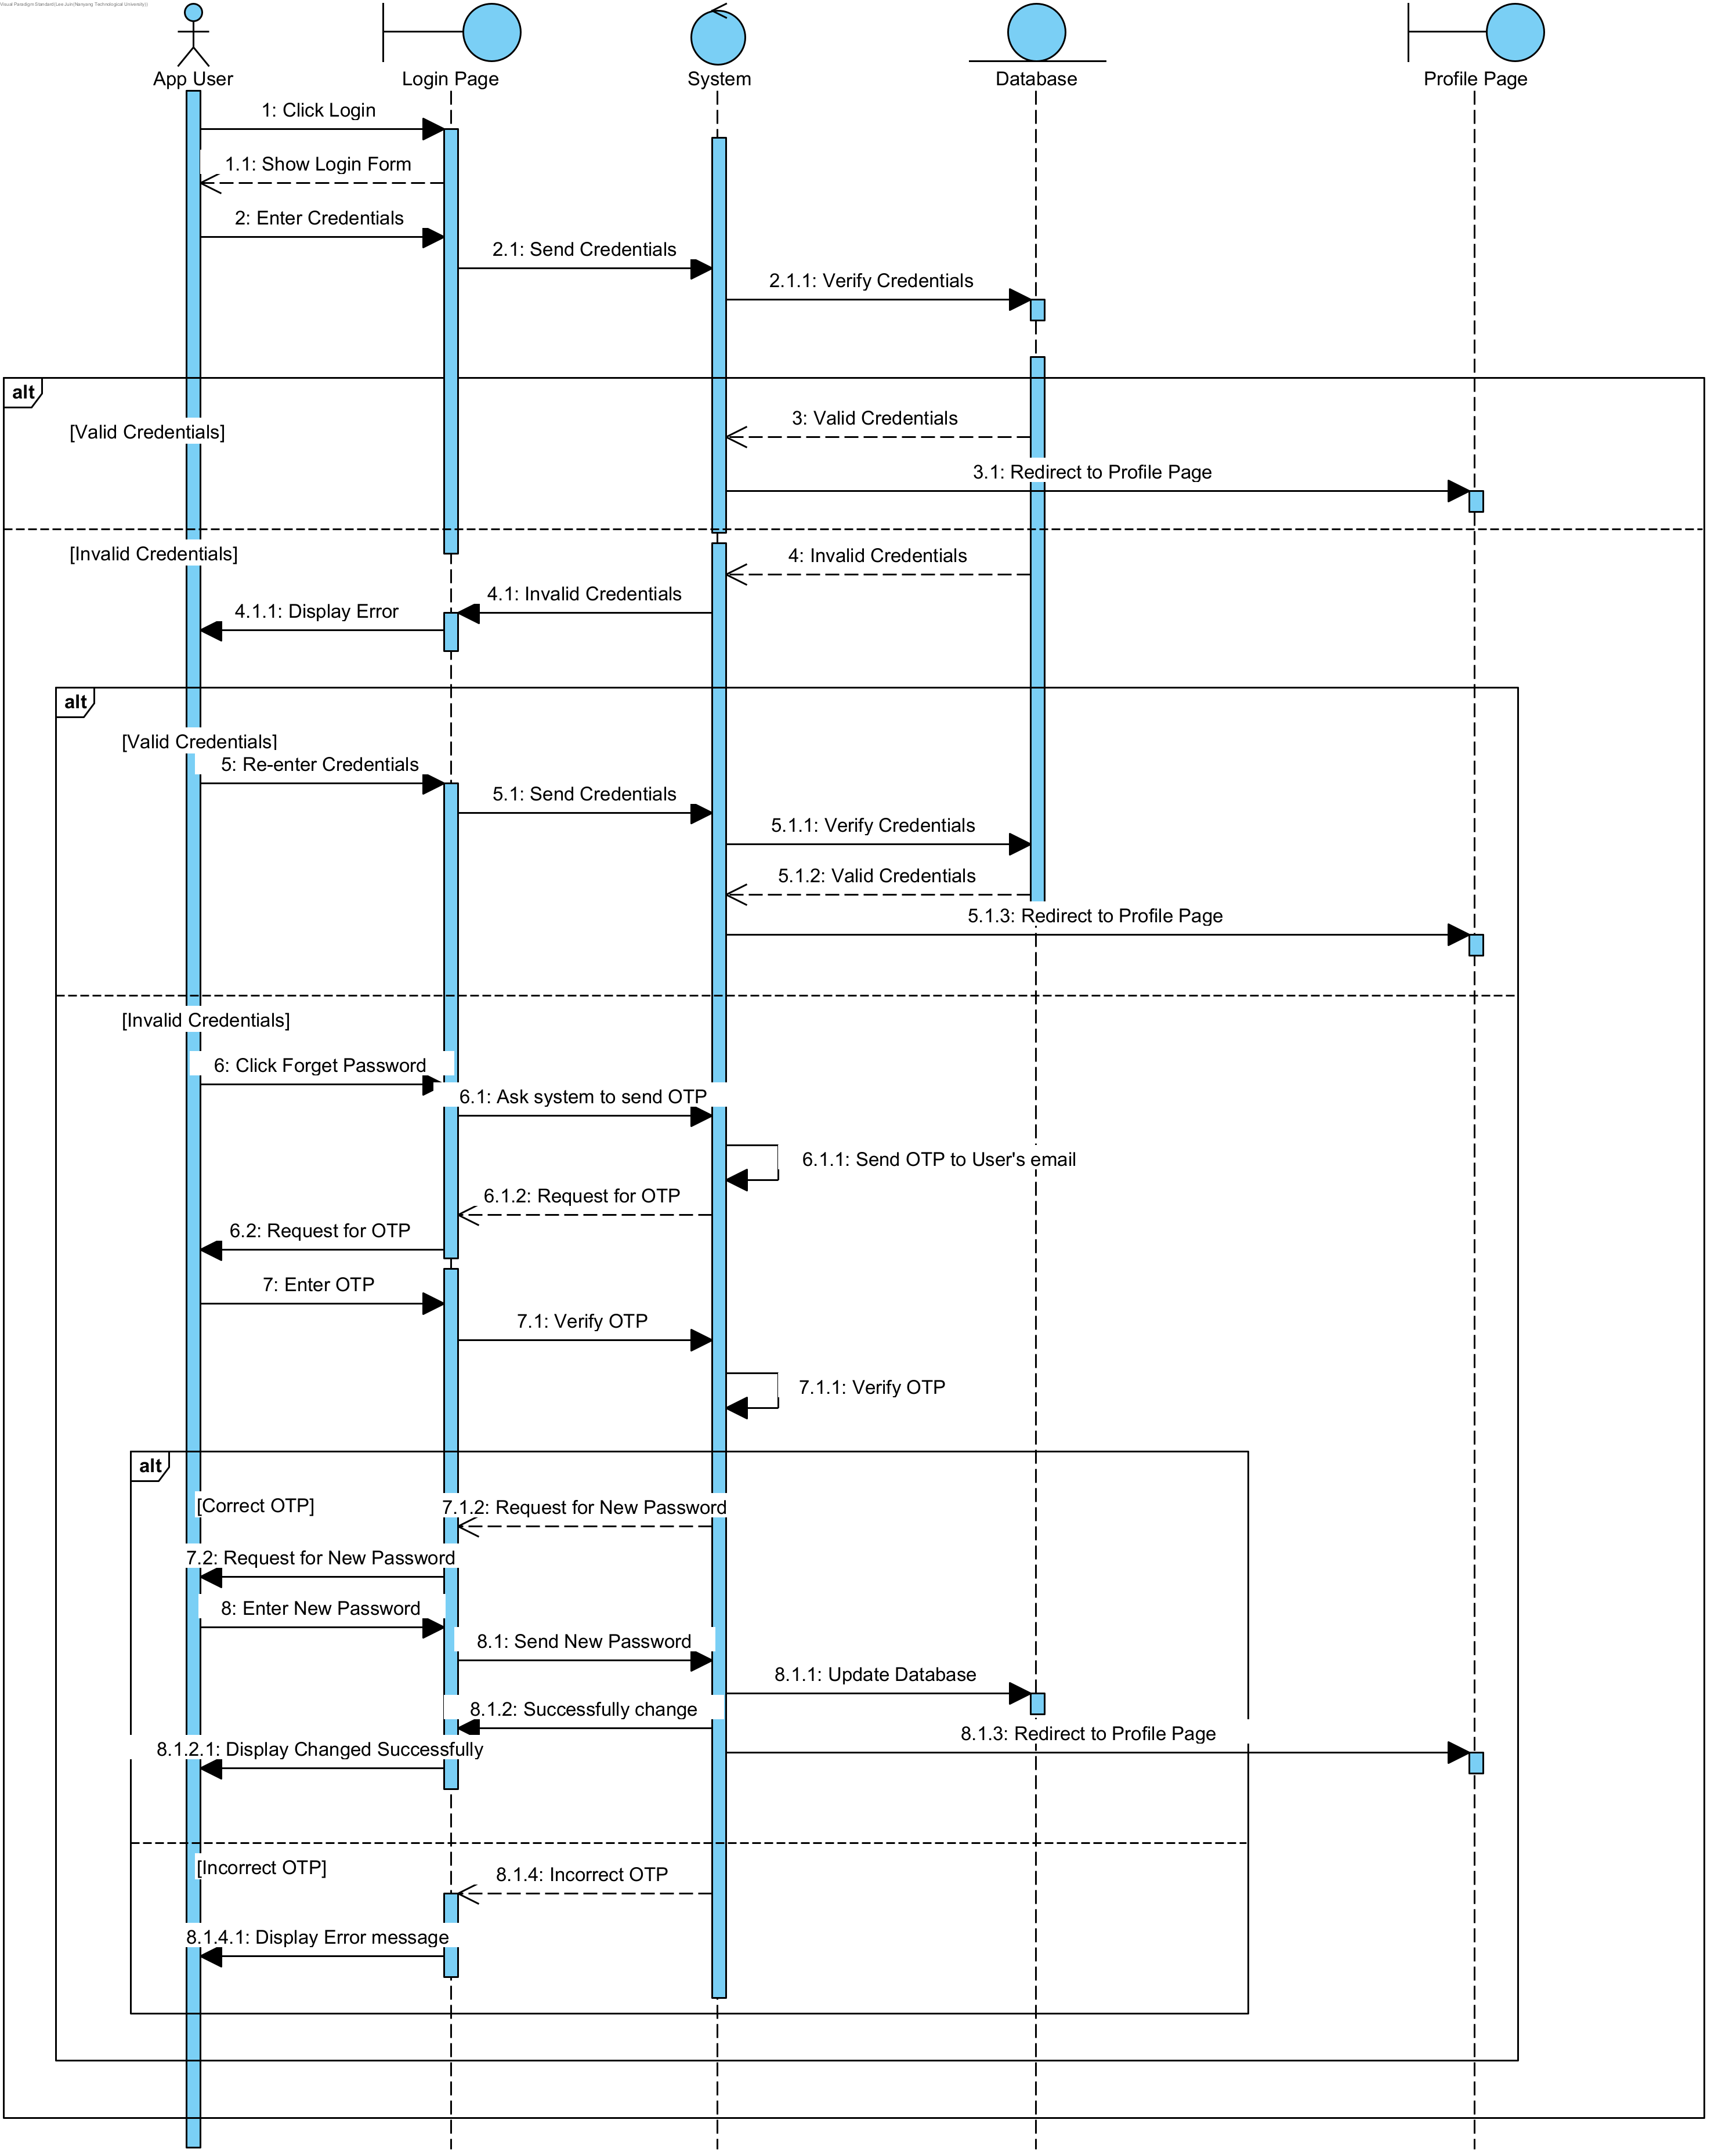 Visual Paradigm Standard(Lee Jun(Nanyang Technological University))
App User
Login Page
System
Database
Profile Page
1: Click Login
1.1: Show Login Form
2: Enter Credentials
2.1: Send Credentials
2.1.1: Verify Credentials
alt
[Valid Credentials]
3: Valid Credentials
3.1: Redirect to Profile Page
[Invalid Credentials]
4: Invalid Credentials
4.1: Invalid Credentials
4.1.1: Display Error
alt
[Valid Credentials]
5: Re-enter Credentials
5.1: Send Credentials
5.1.1: Verify Credentials
5.1.2: Valid Credentials
5.1.3: Redirect to Profile Page
[Invalid Credentials]
6: Click Forget Password
6.1: Ask system to send OTP
6.1.1: Send OTP to User's email
6.1.2: Request for OTP
6.2: Request for OTP
7: Enter OTP
7.1: Verify OTP
7.1.1: Verify OTP
alt
[Correct OTP]
7.1.2: Request for New Password
7.2: Request for New Password
8: Enter New Password
8.1: Send New Password
8.1.1: Update Database
8.1.2: Successfully change
8.1.3: Redirect to Profile Page
8.1.2.1: Display Changed Successfully
[Incorrect OTP]
8.1.4: Incorrect OTP
8.1.4.1: Display Error message